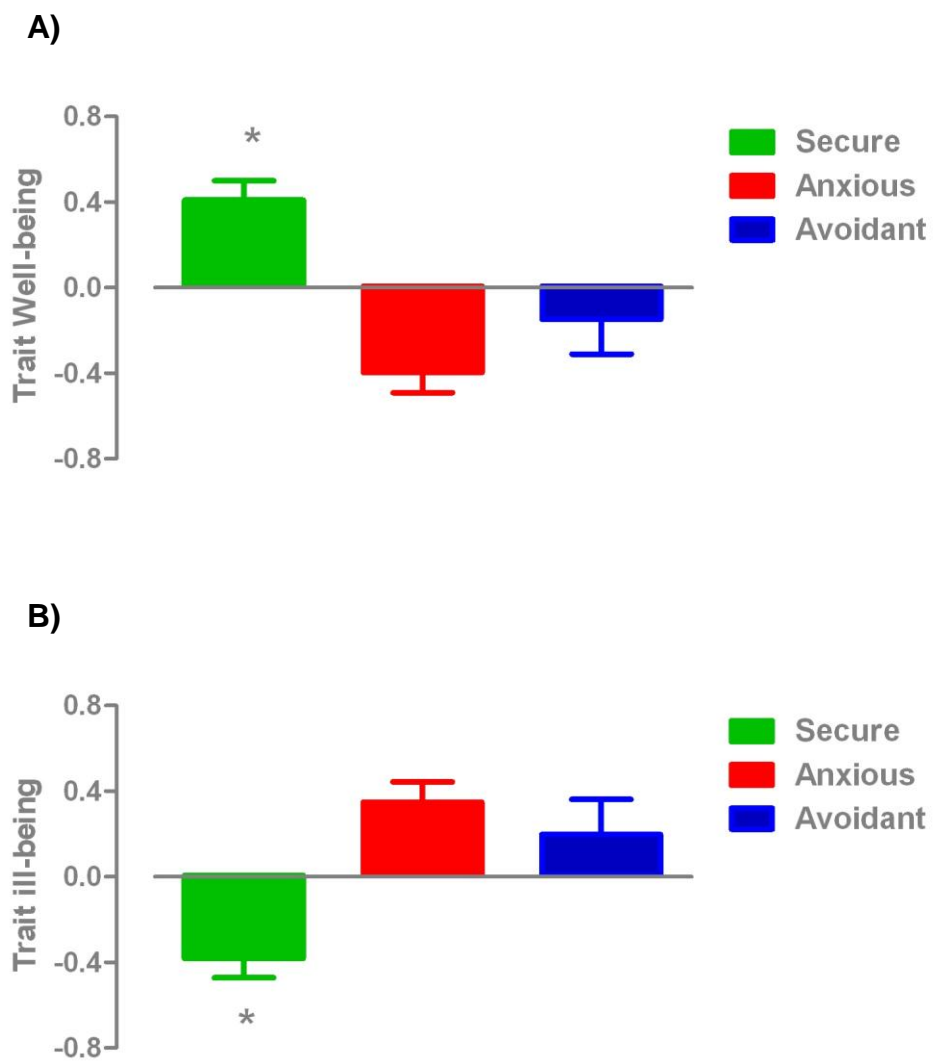 A)
0.8
*
Secure
Anxious
0.4
Avoidant
Trait Well-being
0.0
-0.4
-0.8
B)
0.8
Secure
Anxious
0.4
Avoidant
Trait ill-being
0.0
-0.4
*
-0.8